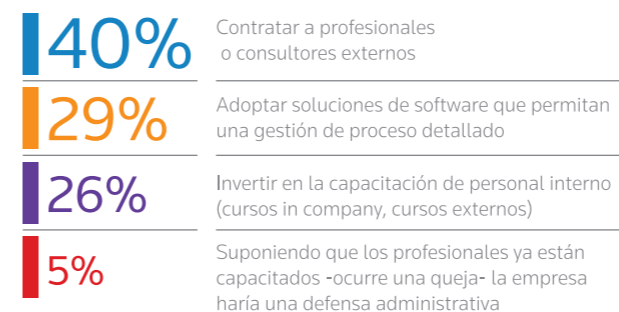 40%
Contratar a profesionales
o consultores externos
29%
Adoptar soluciones de software que permitan
una gestión de proceso detallado
26%
Invertir en la capacitación de personal interno
(cursos in company, cursos externos)
5%
Suponiendo que los profesionales ya están
capacitados -ocurre una queja- la empresa
haría una defensa administrativa